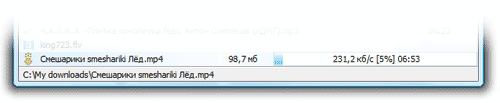 king723.flv
Смешарики smeshariki Лёд.mp4 98,7 мб 231,2 кб/с [5%] 06:53
C:\My downloads\Смешарики smeshariki Лёд.mp4